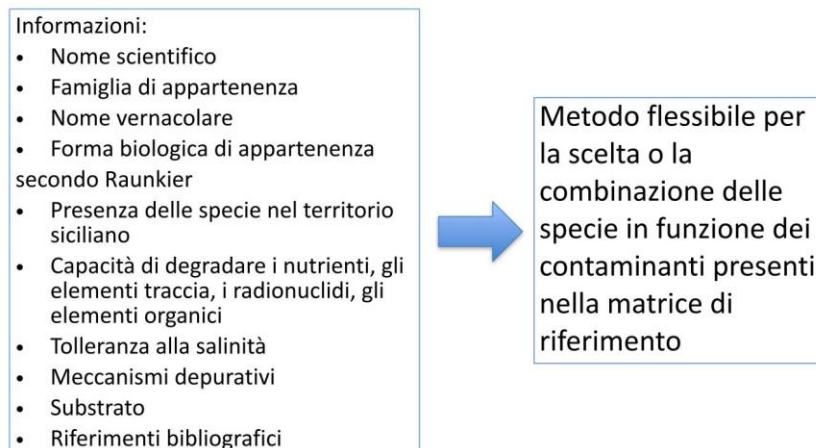 Informazioni:
• Nome scientifico
• Famiglia di appartenenza
• Nome vernacolare
• Forma biologica di appartenenza
secondo Raunkier
• Presenza delle specie nel territorio
siciliano
• Capacità di degradare i nutrienti, gli
elementi traccia, i radionuclidi, gli
elementi organici
• Tolleranza alla salinità
• Meccanismi depurativi
• Substrato
• Riferimenti bibliografici
Metodo flessibile per
la scelta o la
combinazione delle
specie in funzione dei
contaminanti presenti
nella matrice di
riferimento